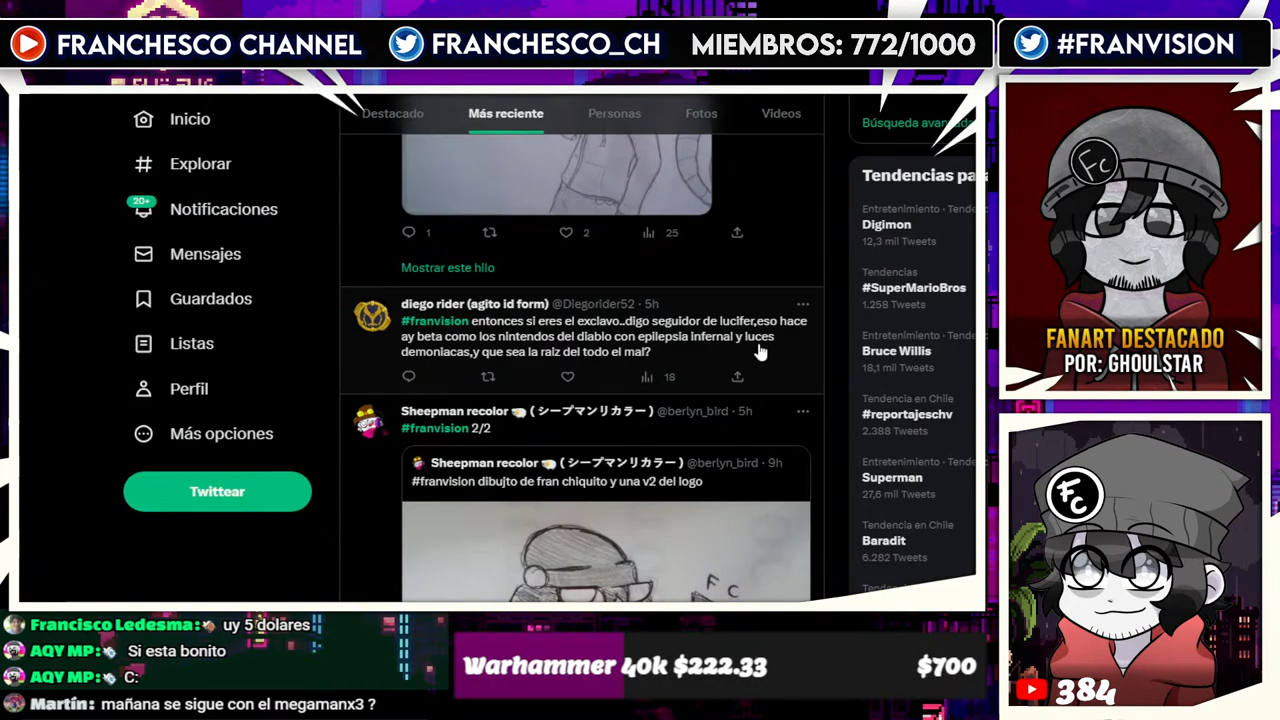 FRANCHESCO CHANNEL
FRANCHESCO_CH
MIEMBROS: 772/1000
#FRANVISION
Inicio
Explorar
20+
Notificaciones
Mensajes
Guardados
Listas
Perfil
Más opciones
Twittear
Destacado
Más reciente
Personas
Fotos
Videos
1
2
25
Mostrar este hilo
diego rider (agito id form) @Diegorider52 · 5h
#franvision entonces si eres el exclavo..digo seguidor de lucifer,eso hace
ay beta como los nintendos del diablo con epilepsia infernal y luces
demoniacas,y que sea la raiz del todo el mal?
18
Sheepman recolor (シープマンリカラー) @berlyn_bird · 5h
#franvision 2/2
Sheepman recolor (シープマンリカラー) @berlyn_bird · 9h
#franvision dibujto de fran chiquito y una v2 del logo
F C
Búsqueda avanzada
Tendencias pa
Entretenimiento · Tende
Digimon
12,3 mil Tweets
Tendencias
#SuperMarioBros
1.258 Tweets
Entretenimiento · Tende
Bruce Willis
18,1 mil Tweets
Tendencia en Chile
#reportajeschv
2.388 Tweets
Entretenimiento · Tende
Superman
27,6 mil Tweets
Tendencia en Chile
Baradit
6.282 Tweets
Fc
FANART DESTACADO
POR: GHOULSTAR
FC
384
Francisco Ledesma: uy 5 dolares
AQY MP: Si esta bonito
AQY MP: C:
Martín: mañana se sigue con el megamanx3 ?
Warhammer 40k $222.33
$700